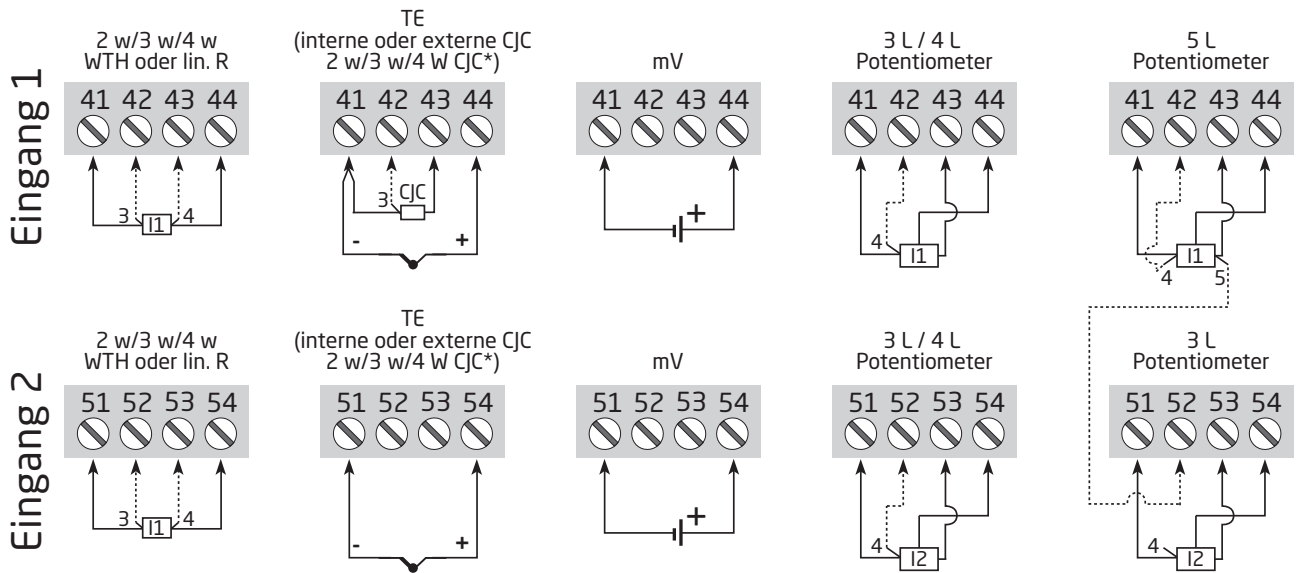 Eingang 1
2 w/3 w/4 w
WTH oder lin. R
41 42 43 44
3 I1 4
TE
(interne oder externe CJC
2 w/3 w/4 W CJC*)
41 42 43 44
3 CJC
- +
mV
41 42 43 44
+
3 L / 4 L
Potentiometer
41 42 43 44
4 I1
5 L
Potentiometer
41 42 43 44
I1
4 5
Eingang 2
2 w/3 w/4 w
WTH oder lin. R
51 52 53 54
3 I1 4
TE
(interne oder externe CJC
2 w/3 w/4 W CJC*)
51 52 53 54
- +
mV
51 52 53 54
+
3 L / 4 L
Potentiometer
51 52 53 54
4 I2
3 L
Potentiometer
51 52 53 54
4 I2